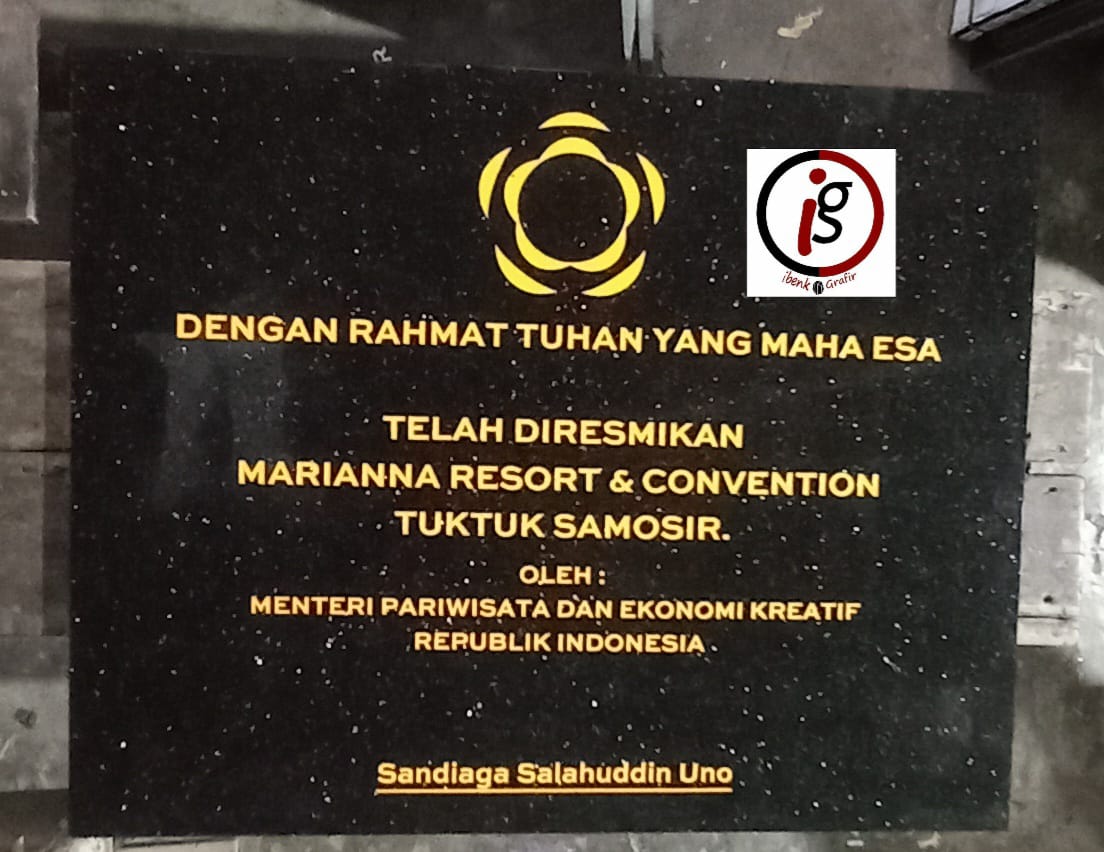 ig
ibenk Grafir
DENGAN RAHMAT TUHAN YANG MAHA ESA
TELAH DIRESMIKAN
MARIANNA RESORT & CONVENTION
TUKTUK SAMOSIR.
OLEH :
MENTERI PARIWISATA DAN EKONOMI KREATIF
REPUBLIK INDONESIA
Sandiaga Salahuddin Uno